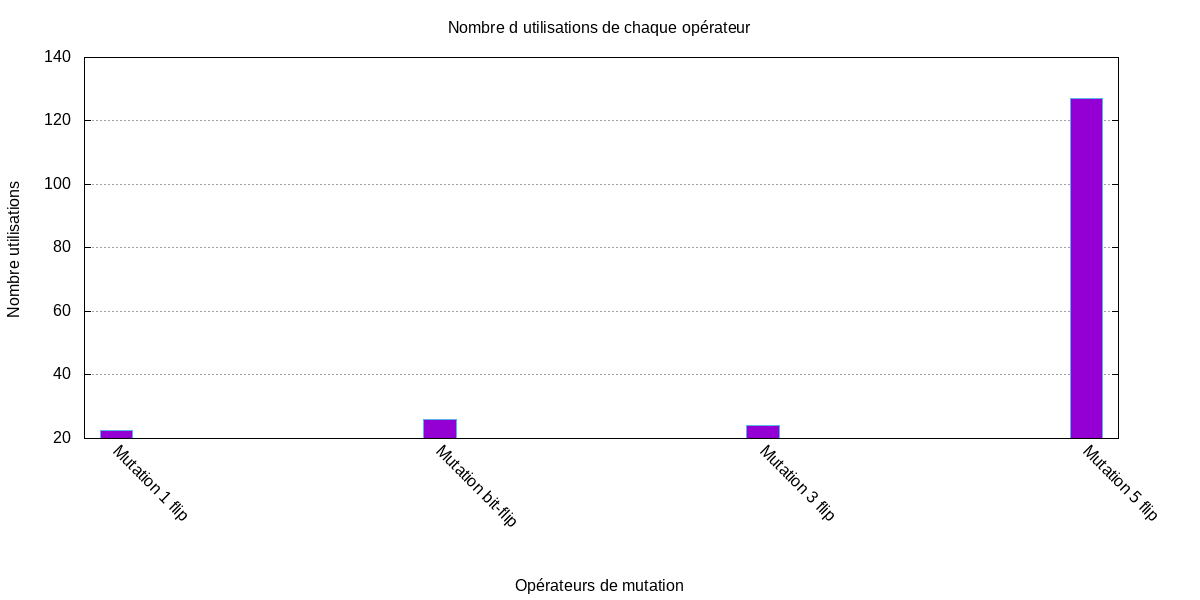 Nombre d utilisations de chaque opérateur
140
120
100
80
60
40
20
Nombre utilisations
Mutation 1 flip
Mutation bit-flip
Mutation 3 flip
Mutation 5 flip
Opérateurs de mutation